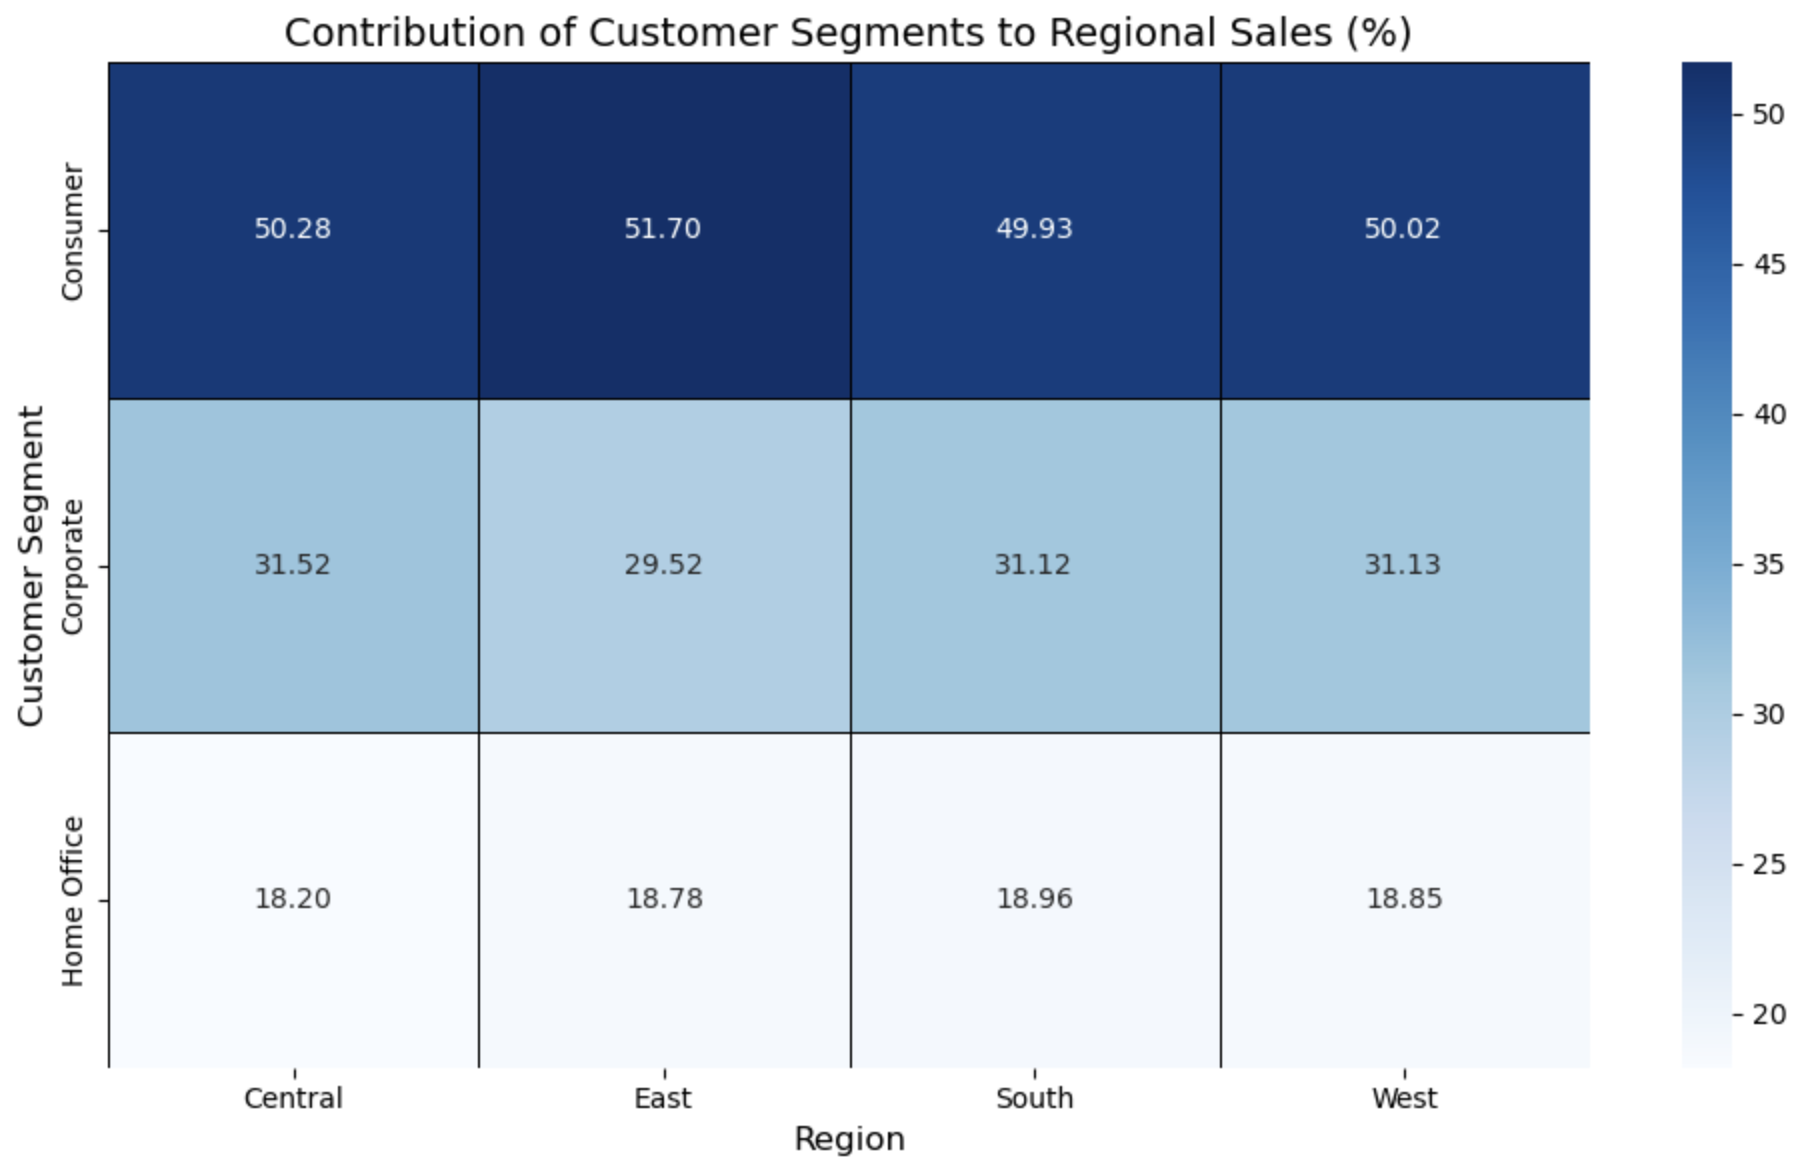 Contribution of Customer Segments to Regional Sales (%)
Customer Segment
Consumer
50.28 51.70 49.93 50.02
Corporate
31.52 29.52 31.12 31.13
Home Office
18.20 18.78 18.96 18.85
Central East South West
Region
50
45
40
35
30
25
20